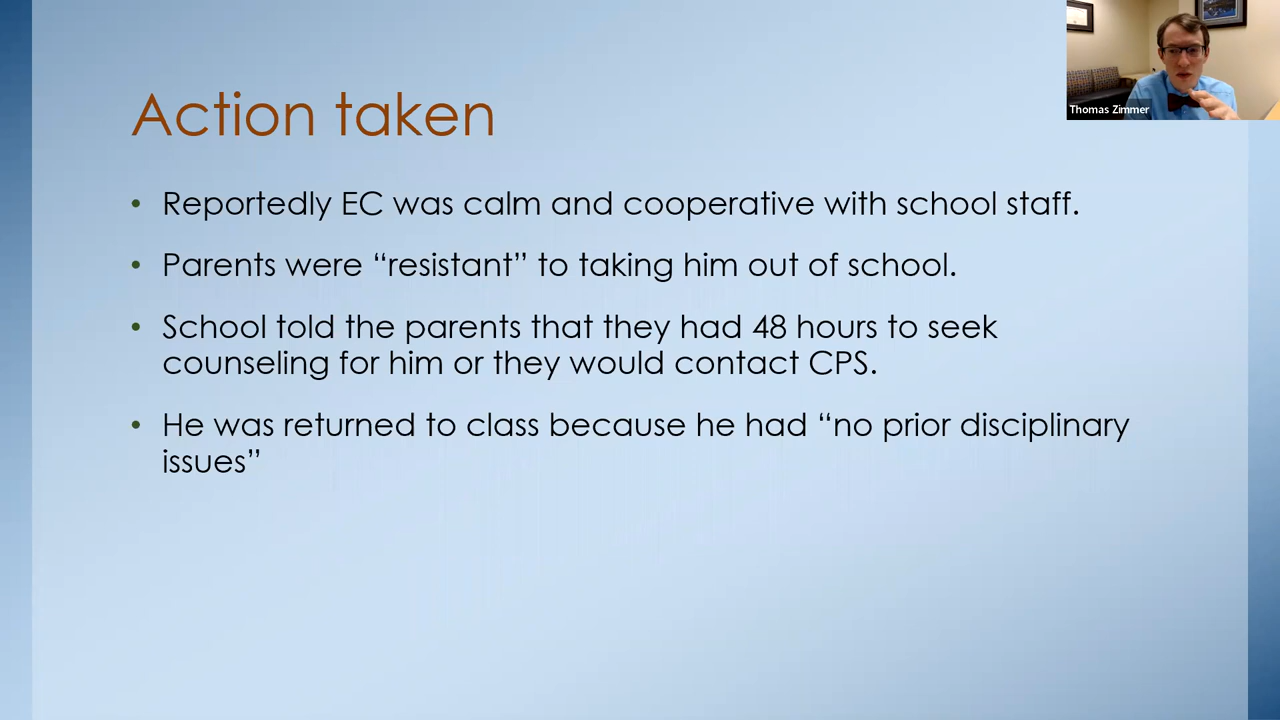 Thomas Zimmer
Action taken
• Reportedly EC was calm and cooperative with school staff.
• Parents were “resistant” to taking him out of school.
• School told the parents that they had 48 hours to seek
counseling for him or they would contact CPS.
• He was returned to class because he had “no prior disciplinary
issues”